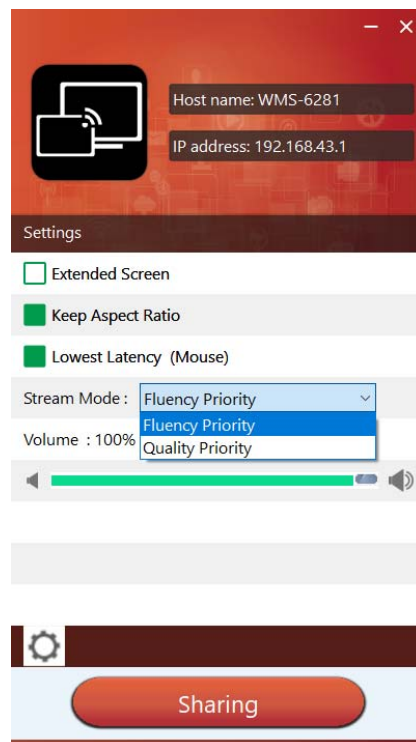 Host name: WMS-6281
IP address: 192.168.43.1
Settings
Extended Screen
Keep Aspect Ratio
Lowest Latency (Mouse)
Stream Mode : Fluency Priority
Fluency Priority
Volume : 100%
Quality Priority
Sharing